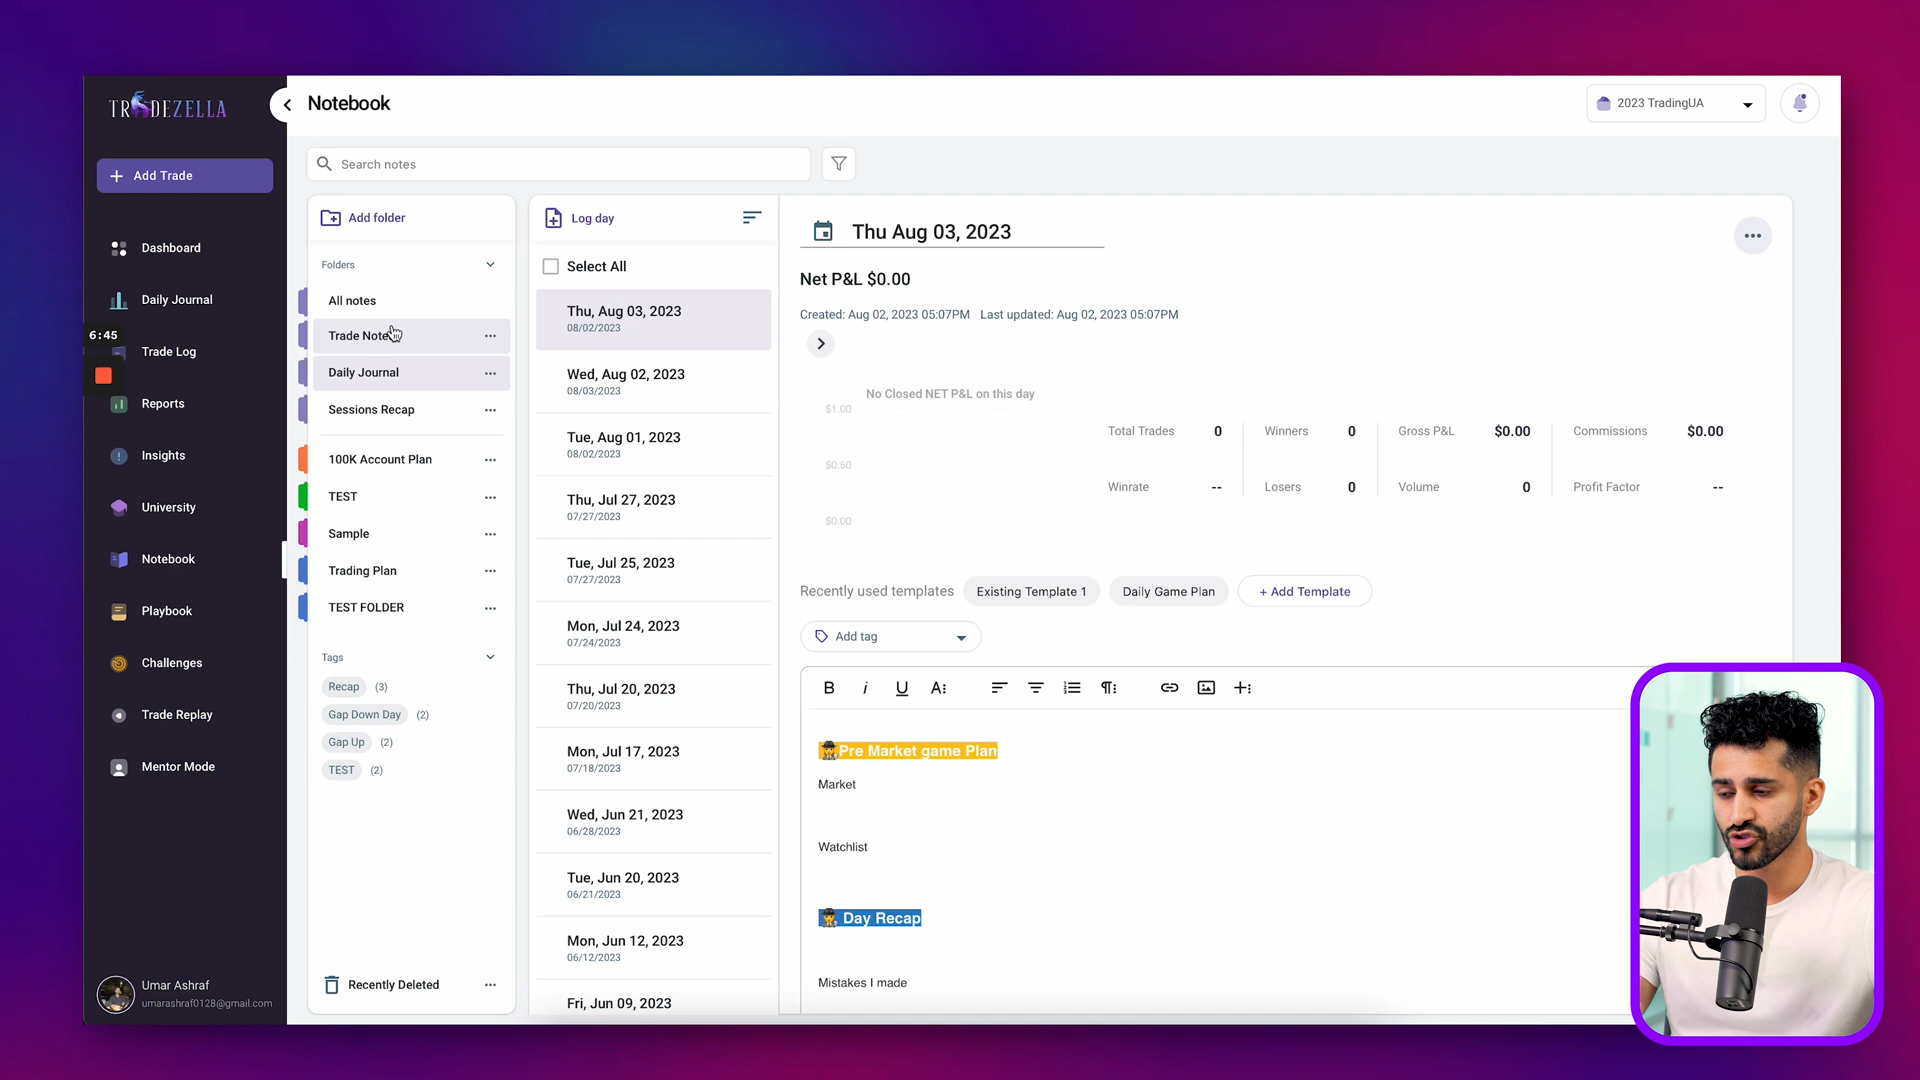 TRADEZELLA
Notebook
2023 TradingUA
Add Trade
Search notes
Dashboard
Daily Journal
6:45
Trade Log
Reports
Insights
University
Notebook
Playbook
Challenges
Trade Replay
Mentor Mode
Umar Ashraf
umarashraf0128@gmail.com
Add folder
Folders
All notes
Trade Notes
Daily Journal
Sessions Recap
100K Account Plan
TEST
Sample
Trading Plan
TEST FOLDER
Tags
Recap (3)
Gap Down Day (2)
Gap Up (2)
TEST (2)
Recently Deleted
Log day
Select All
Thu, Aug 03, 2023
08/02/2023
Wed, Aug 02, 2023
08/03/2023
Tue, Aug 01, 2023
08/02/2023
Thu, Jul 27, 2023
07/27/2023
Tue, Jul 25, 2023
07/27/2023
Mon, Jul 24, 2023
07/24/2023
Thu, Jul 20, 2023
07/20/2023
Mon, Jul 17, 2023
07/18/2023
Wed, Jun 21, 2023
06/28/2023
Tue, Jun 20, 2023
06/21/2023
Mon, Jun 12, 2023
06/12/2023
Fri, Jun 09, 2023
Thu Aug 03, 2023
Net P&L $0.00
Created: Aug 02, 2023 05:07PM Last updated: Aug 02, 2023 05:07PM
No Closed NET P&L on this day
$1.00
$0.50
$0.00
Total Trades 0 Winners 0 Gross P&L $0.00 Commissions $0.00
Winrate -- Losers 0 Volume 0 Profit Factor --
Recently used templates Existing Template 1 Daily Game Plan + Add Template
Add tag
B i U A
Pre Market game Plan
Market
Watchlist
Day Recap
Mistakes I made